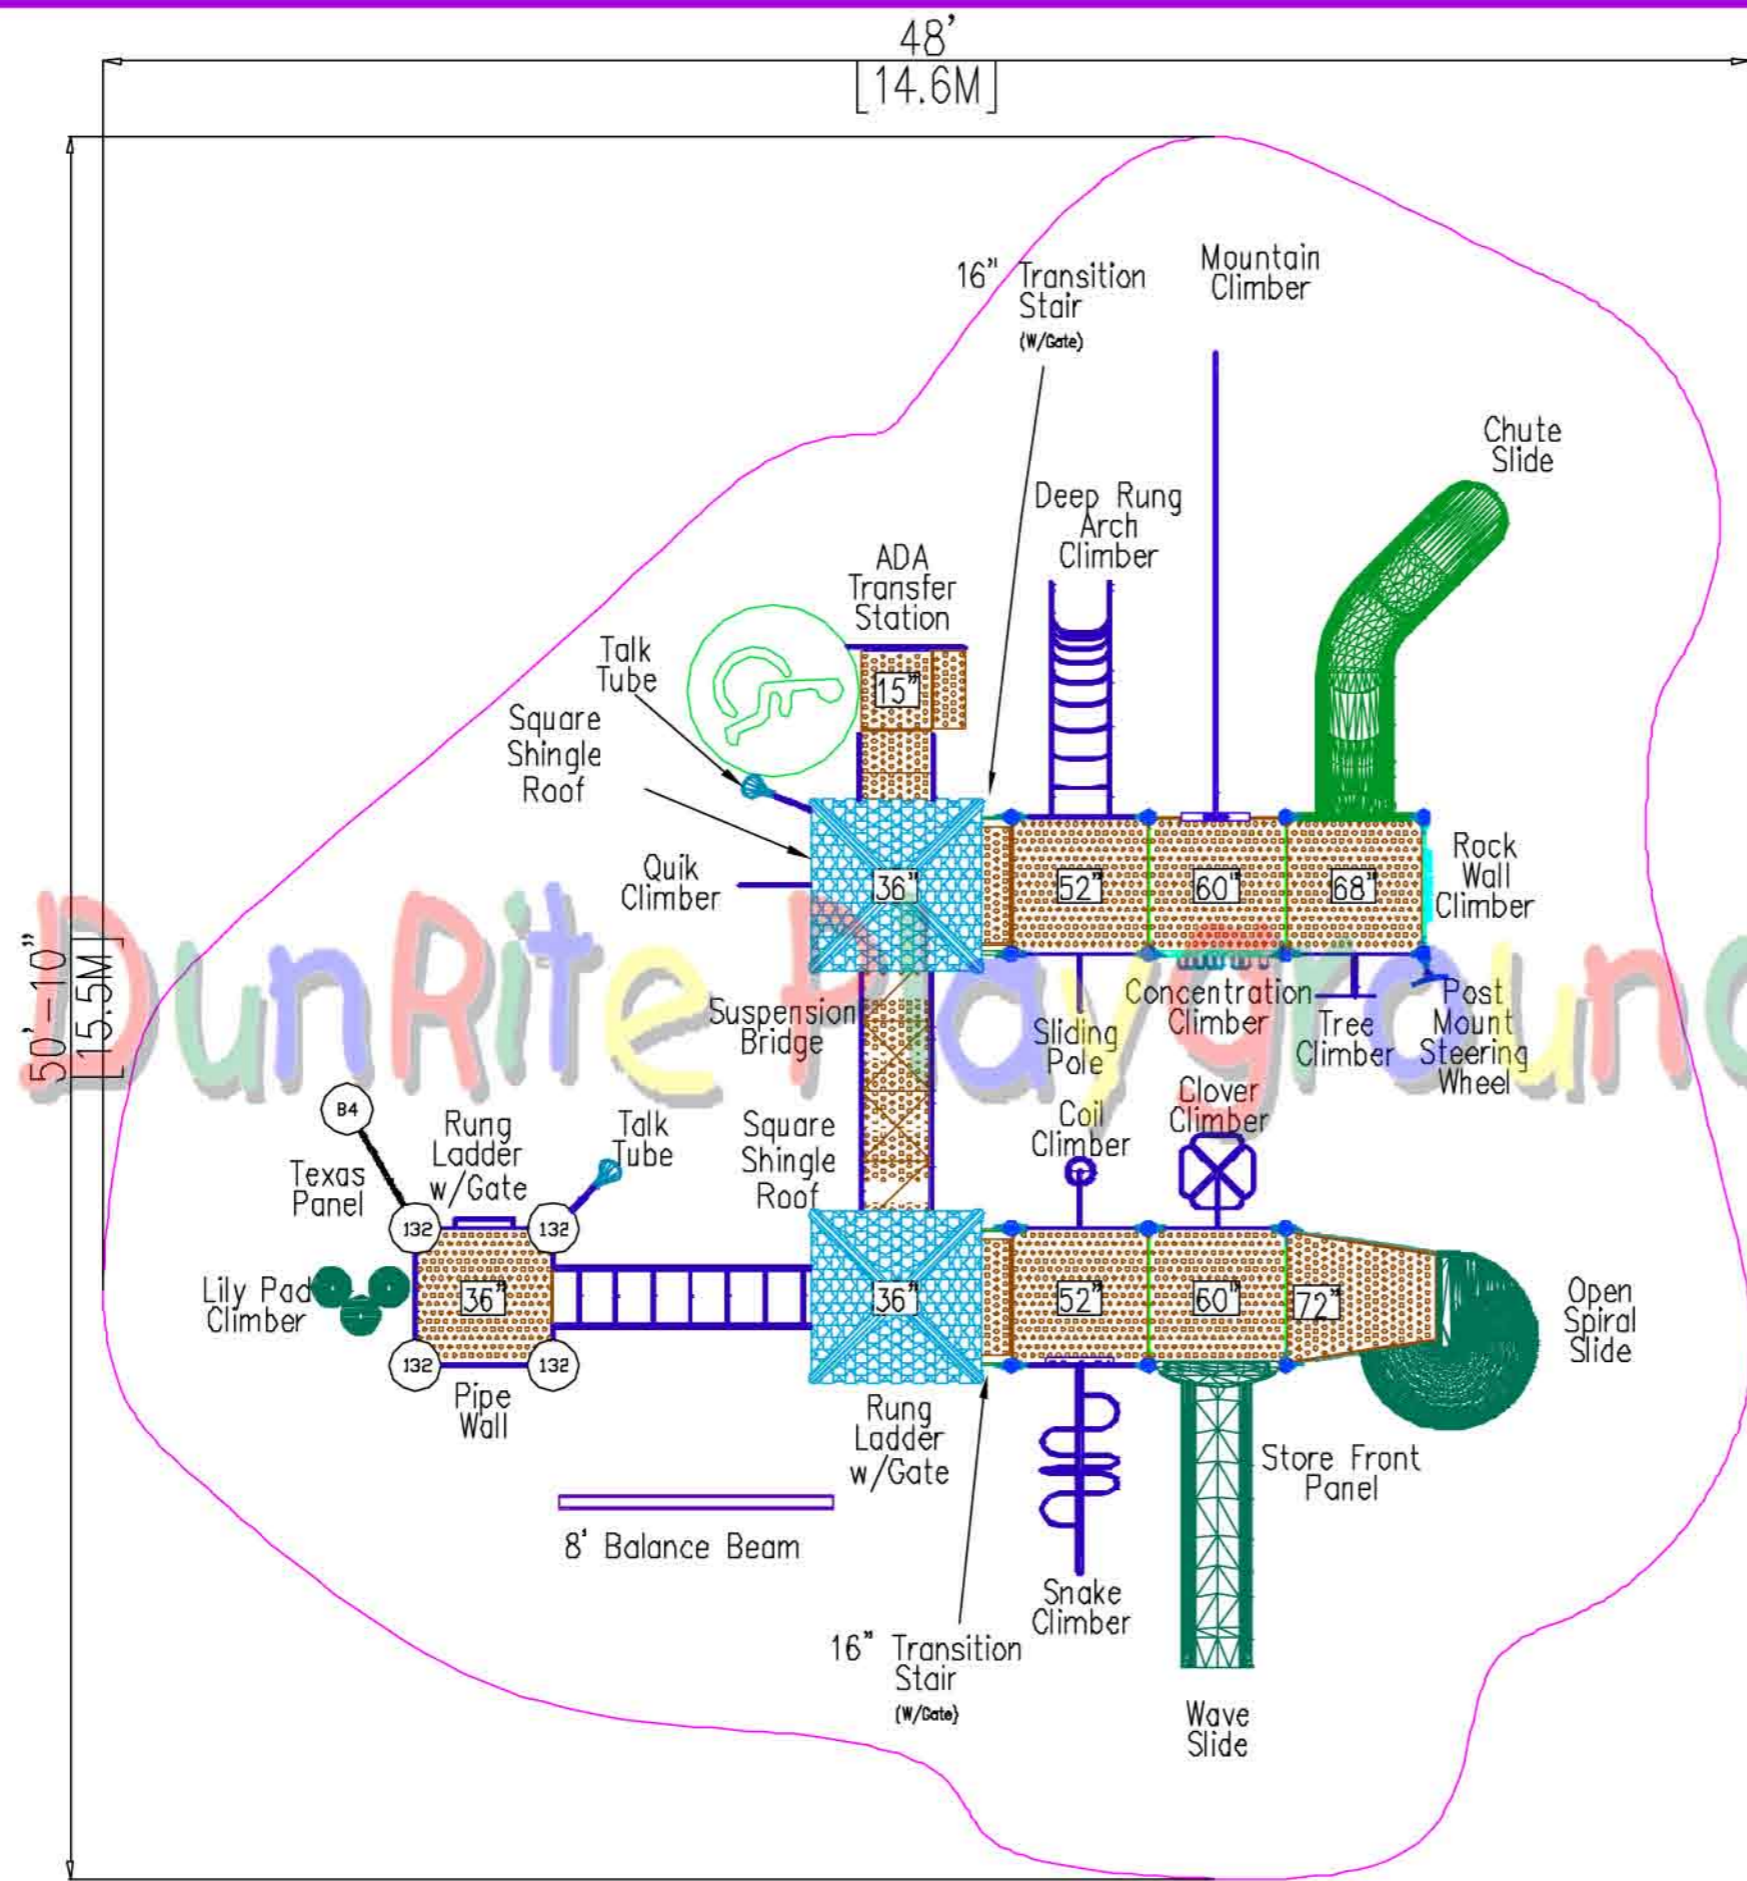 48'
[14.6M]
50'-10"
[15.5M]
16" Transition
Stair
(W/Gate)
Mountain
Climber
Chute
Slide
Deep Rung
Arch
Climber
ADA
Transfer
Station
Talk
Tube
15"
Square
Shingle
Roof
Quik
Climber
36"
52"
60"
68"
Rock
Wall
Climber
DunRite Playground
Suspension
Bridge
Sliding
Pole
Concentration
Climber
Tree
Climber
Post
Mount
Steering
Wheel
B4
Texas
Panel
Rung
Ladder
w/Gate
Talk
Tube
Square
Shingle
Roof
Coil
Climber
Clover
Climber
132
132
Lily Pad
Climber
36"
36"
52"
60"
72"
Open
Spiral
Slide
132
132
Pipe
Wall
Rung
Ladder
w/Gate
Store Front
Panel
8' Balance Beam
Snake
Climber
16" Transition
Stair
(W/Gate)
Wave
Slide